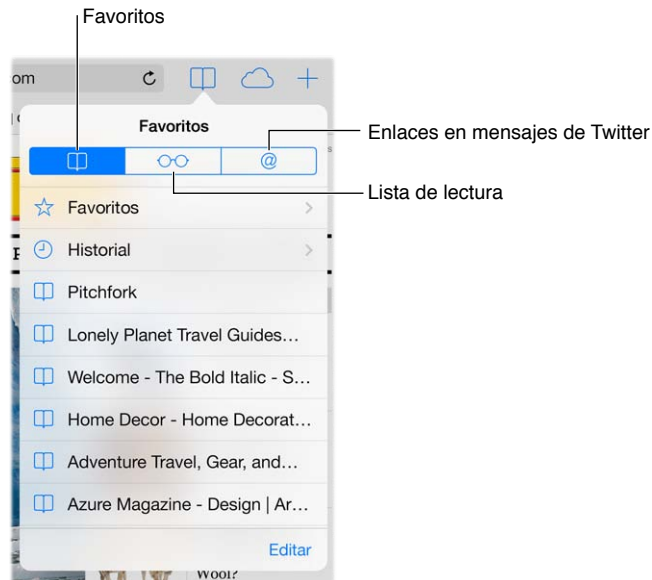 Favoritos
om
Favoritos
Enlaces en mensajes de Twitter
@
Lista de lectura
Favoritos
Historial
Pitchfork
Lonely Planet Travel Guides…
Welcome - The Bold Italic - S…
Home Decor - Home Decorat…
Adventure Travel, Gear, and…
Azure Magazine - Design | Ar…
Editar
Wool?